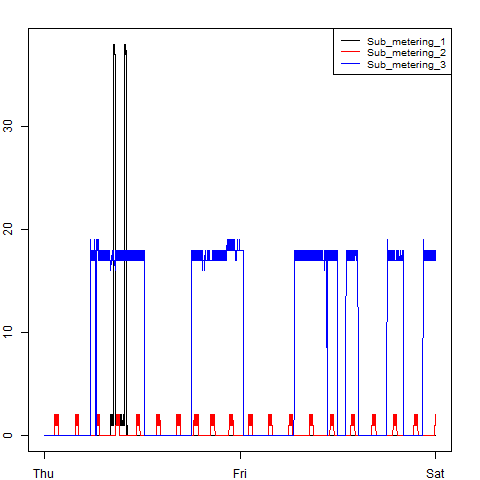 Sub_metering_1
Sub_metering_2
Sub_metering_3
30
20
10
0
Thu Fri Sat